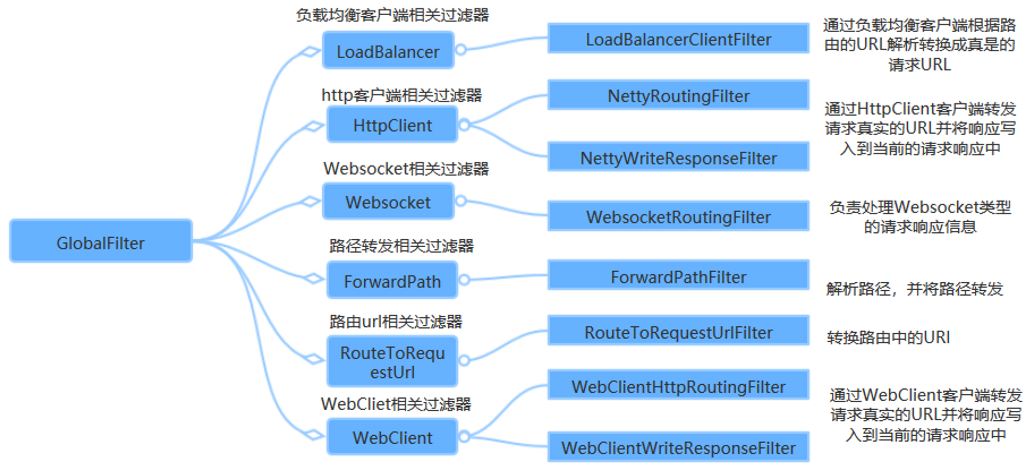 GlobalFilter
负载均衡客户端相关过滤器
LoadBalancer
LoadBalancerClientFilter
通过负载均衡客户端根据路
由的URL解析转换成真是的
请求URL
http客户端相关过滤器
HttpClient
NettyRoutingFilter
NettyWriteResponseFilter
通过HttpClient客户端转发
请求真实的URL并将响应写
入到当前的请求响应中
Websocket相关过滤器
Websocket
WebsocketRoutingFilter
负责处理Websocket类型
的请求响应信息
路径转发相关过滤器
ForwardPath
ForwardPathFilter
解析路径，并将路径转发
路由url相关过滤器
RouteToRequ
estUrl
RouteToRequestUrlFilter
转换路由中的URI
WebCliet相关过滤器
WebClient
WebClientHttpRoutingFilter
WebClientWriteResponseFilter
通过WebClient客户端转发
请求真实的URL并将响应写
入到当前的请求响应中